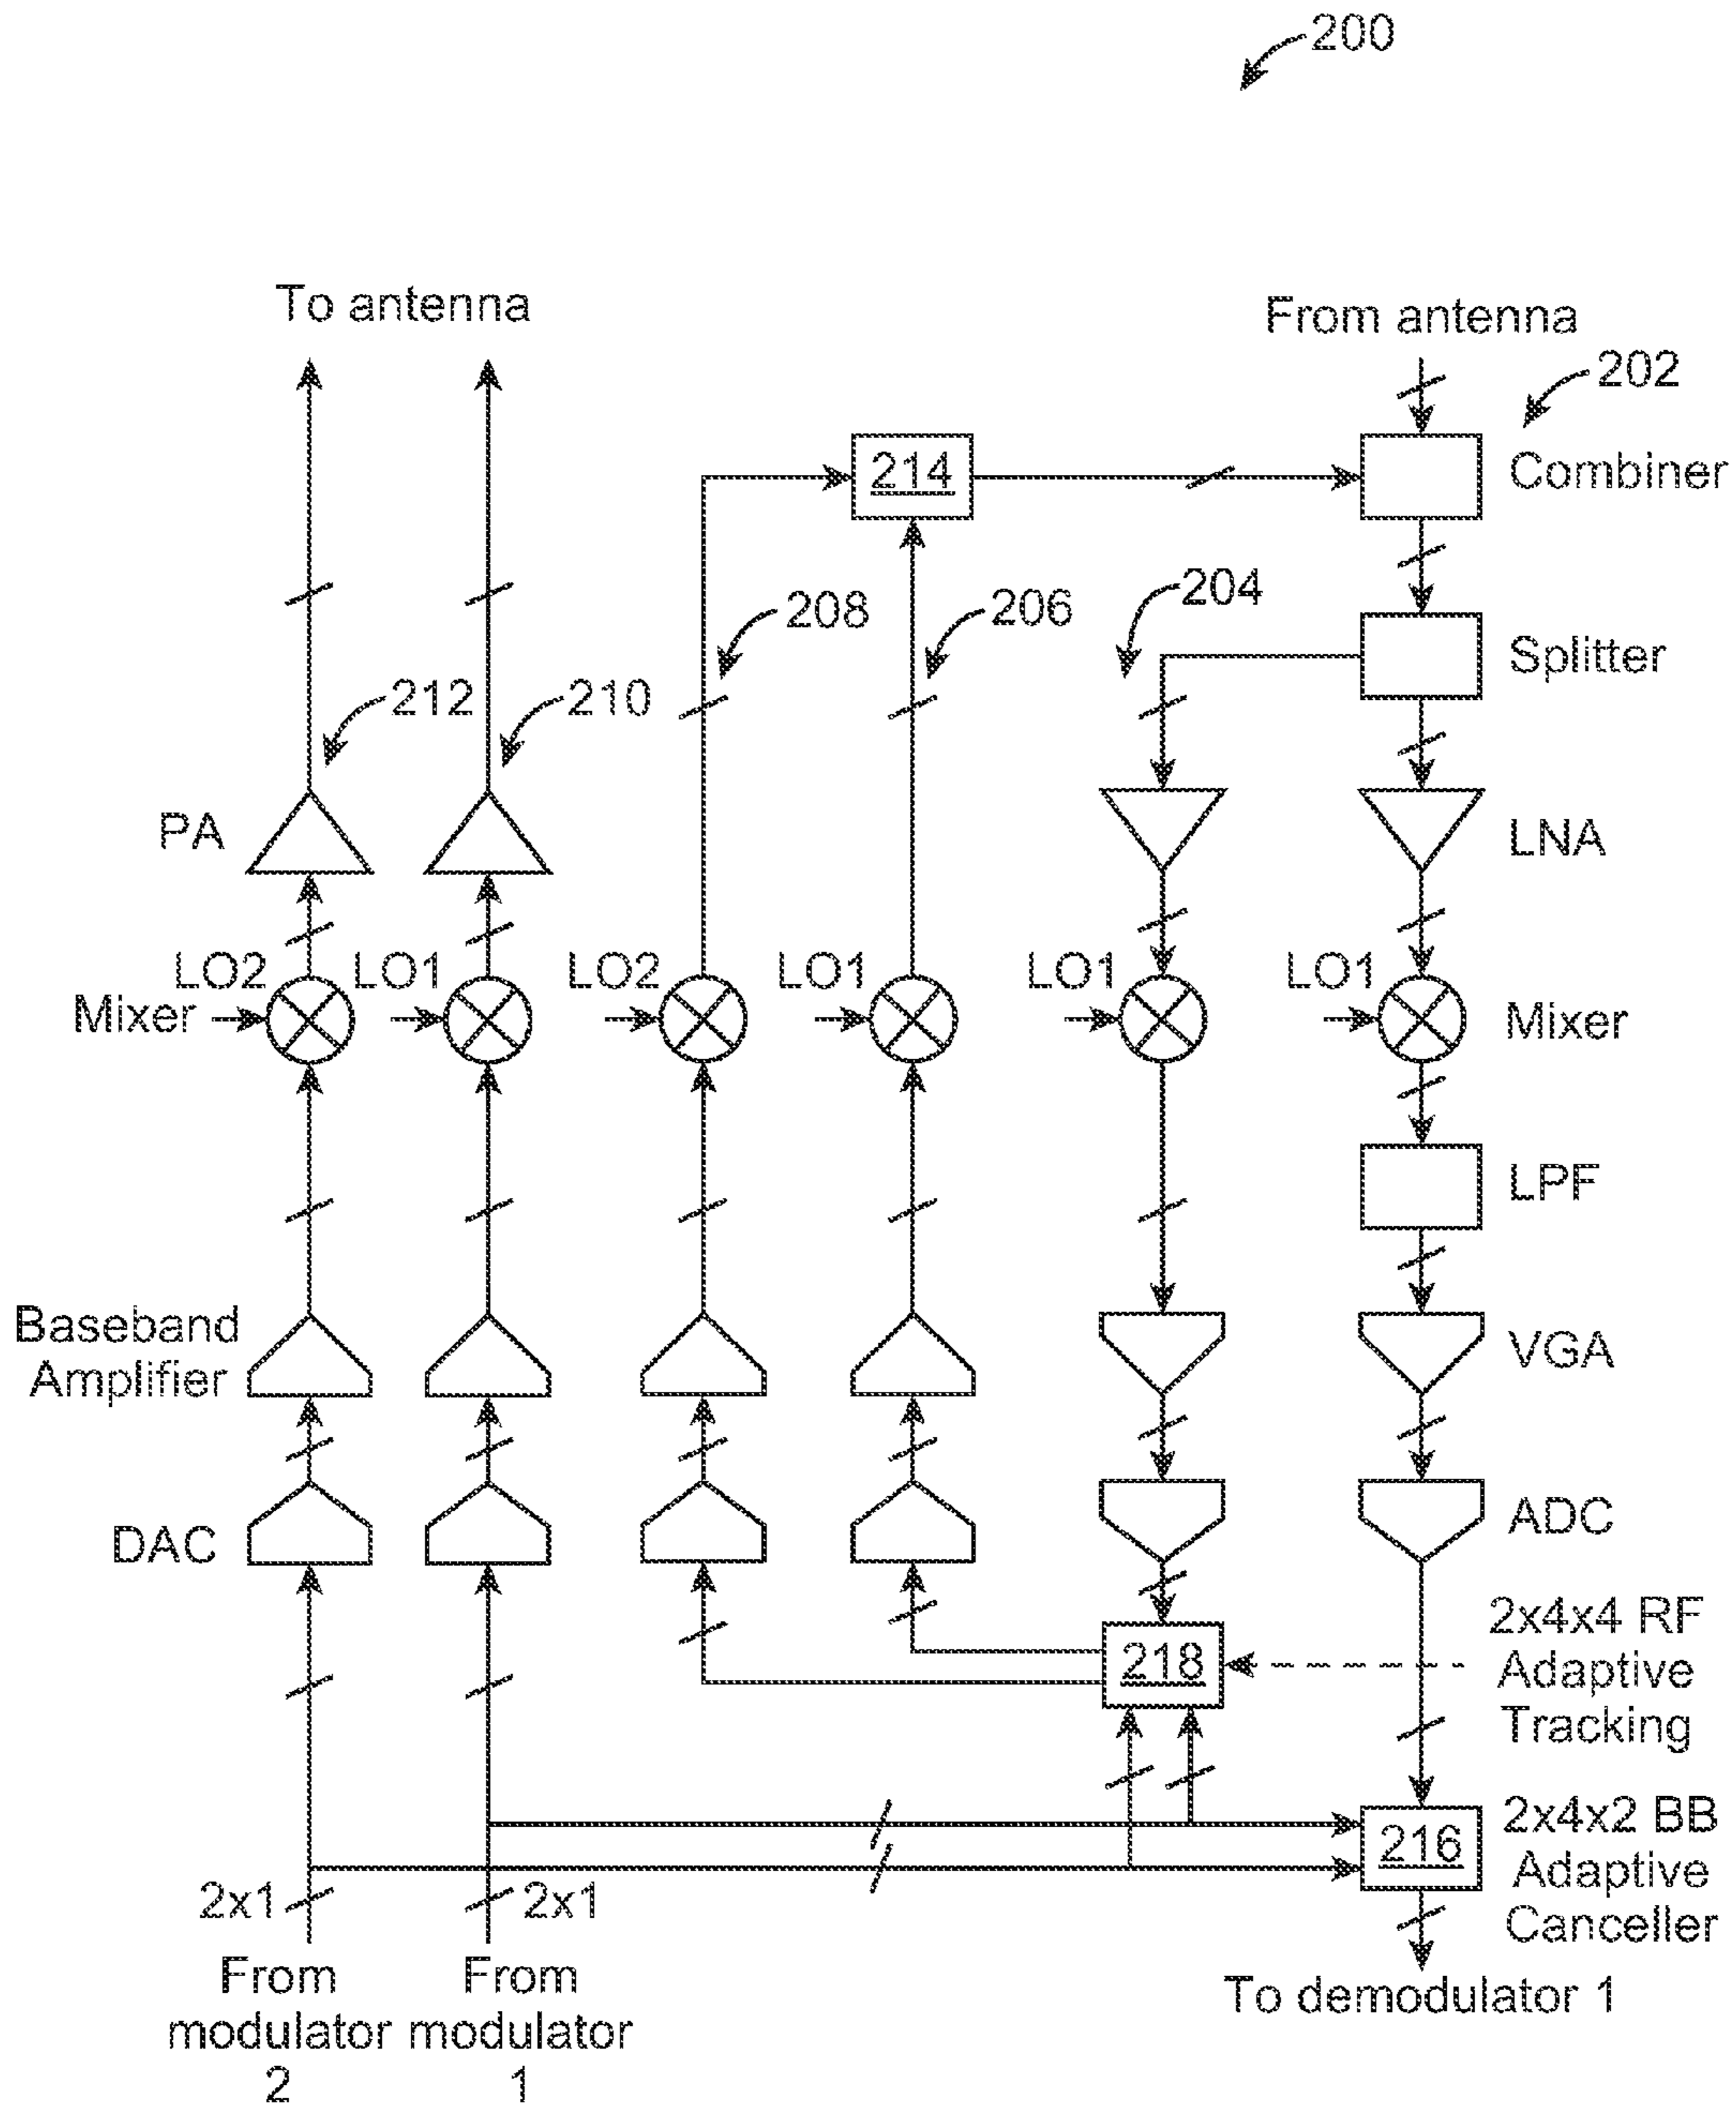 200
To antenna
From antenna
202
214
Combiner
208
206
204
Splitter
212
210
PA
LNA
LO2
LO1
LO2
LO1
LO1
LO1
Mixer
Mixer
LPF
Baseband
Amplifier
VGA
DAC
ADC
218
2x4x4 RF
Adaptive
Tracking
216
2x4x2 BB
Adaptive
Canceller
2x1
2x1
From
modulator
2
From
modulator
1
To demodulator 1